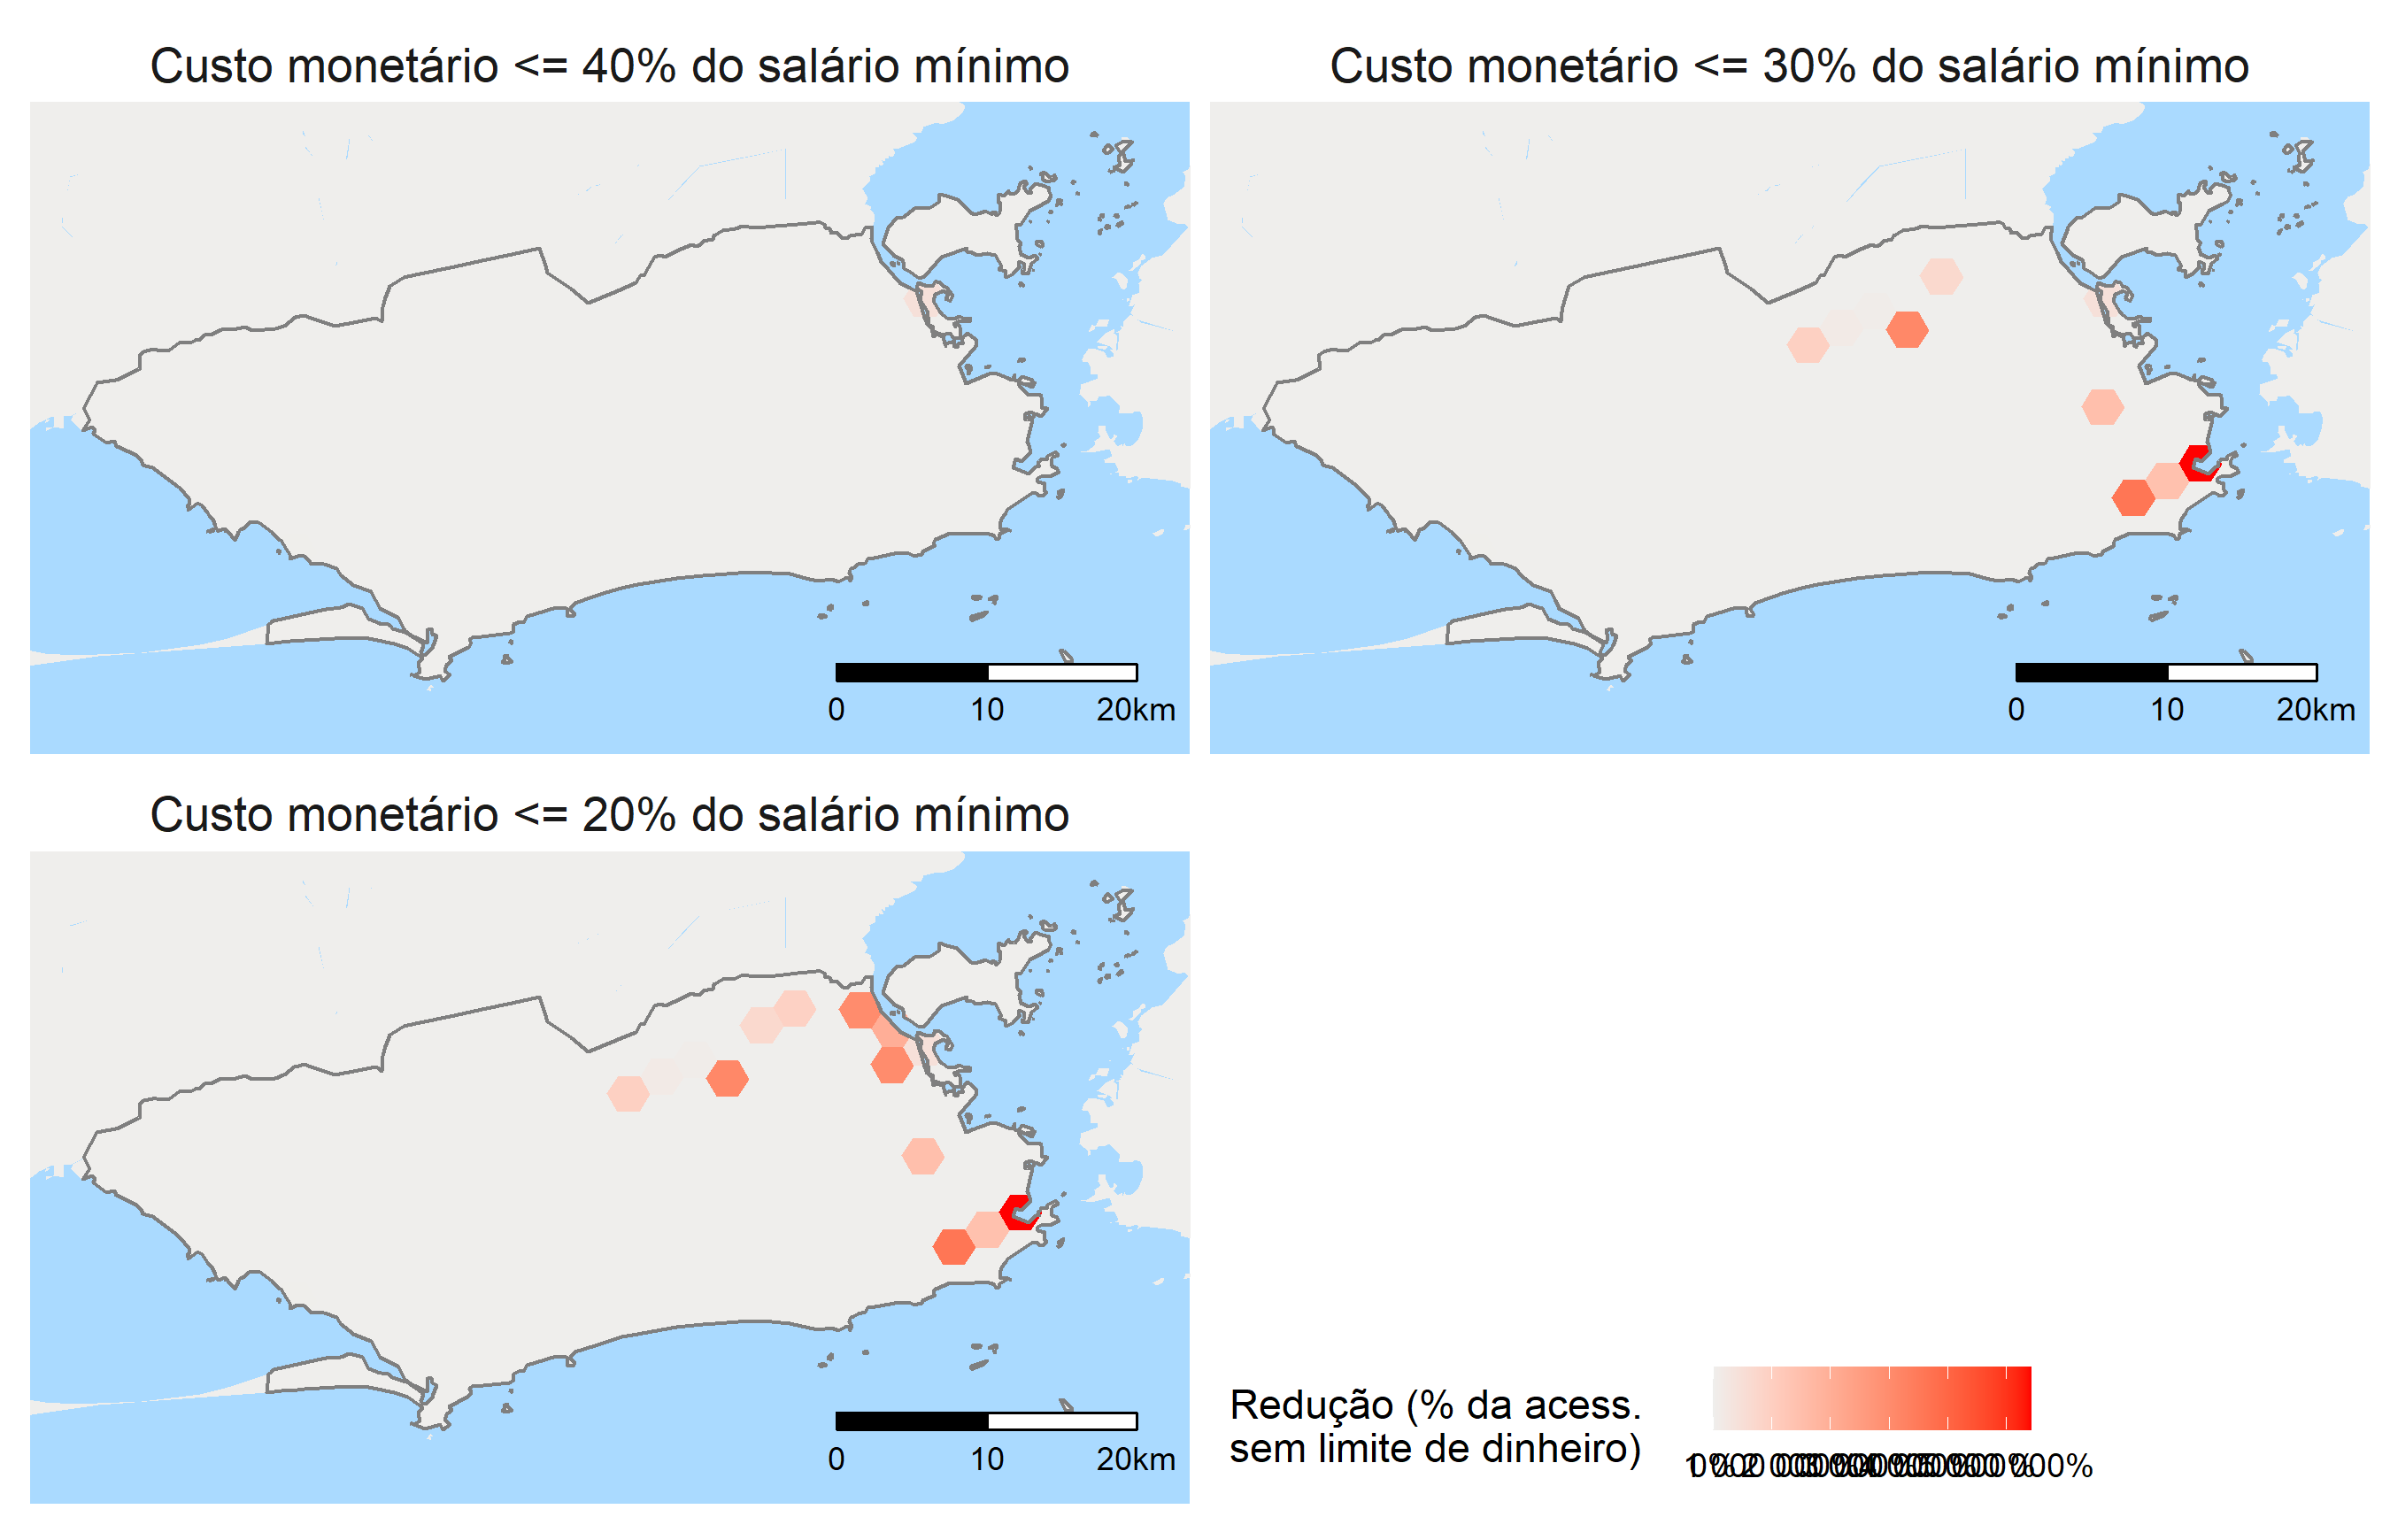 Custo monetário <= 40% do salário mínimo
Custo monetário <= 30% do salário mínimo
0 10 20km
0 10 20km
Custo monetário <= 20% do salário mínimo
0 10 20km
Redução (% da acess.
sem limite de dinheiro)